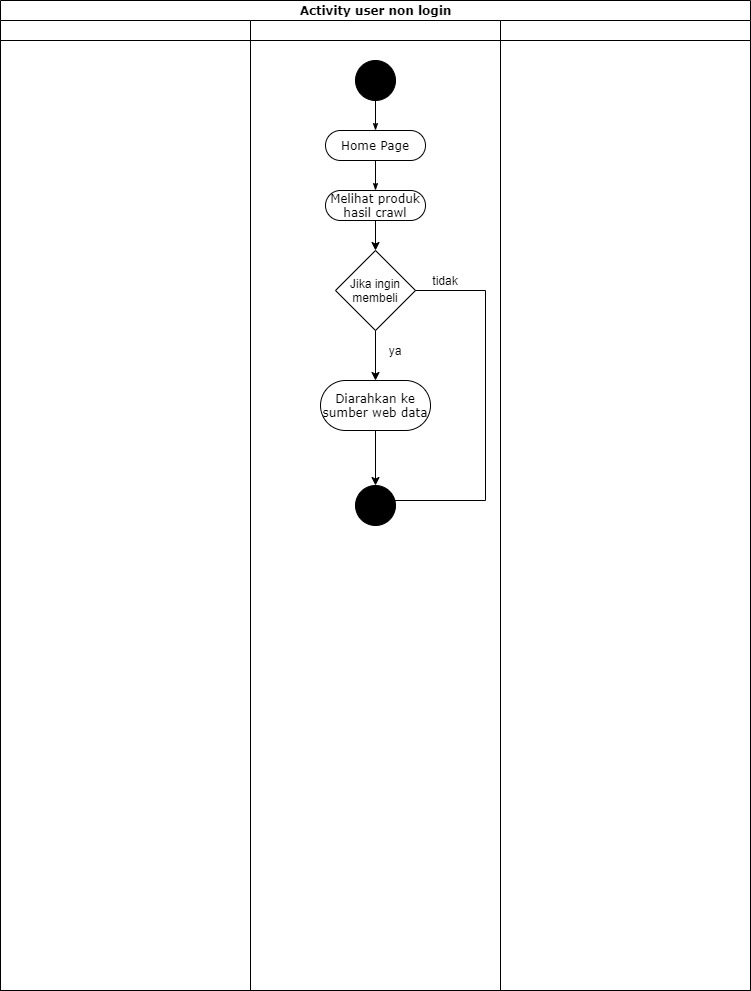 Activity user non login
Home Page
Melihat produk
hasil crawl
Jika ingin
membeli
tidak
ya
Diarahkan ke
sumber web data